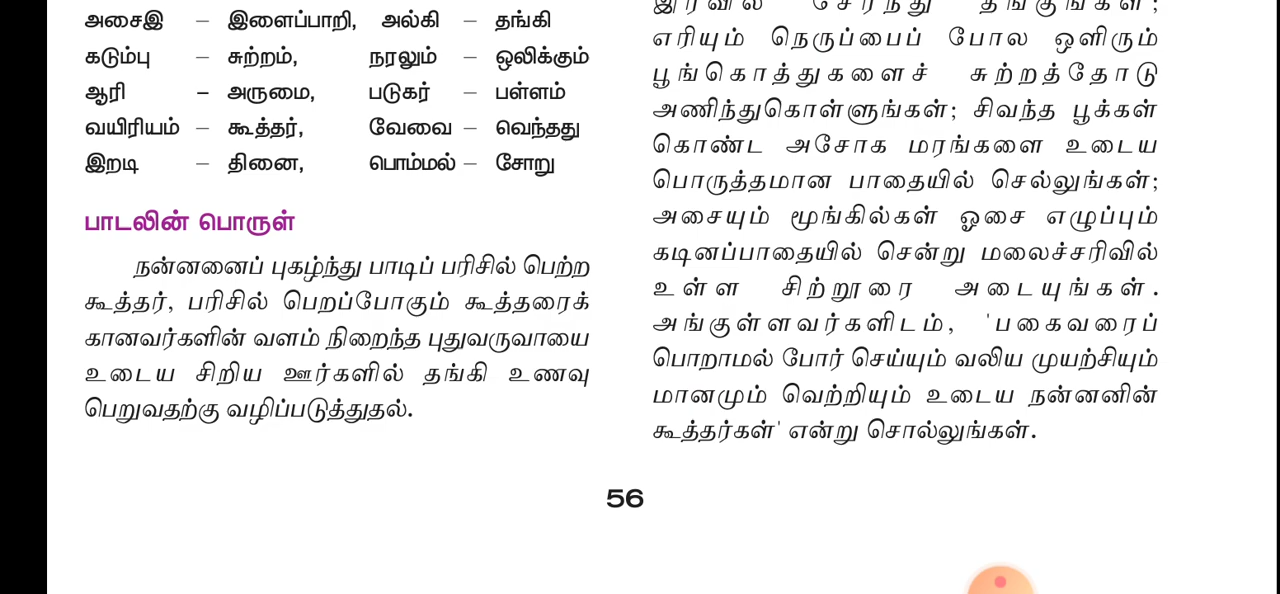 அசைஇ – இளைப்பாறி, அல்கி – தங்கி
கடும்பு – சுற்றம், நரலும் – ஒலிக்கும்
ஆரி – அருமை, படுகர் – பள்ளம்
வயிரியம் – கூத்தர், வேவை – வெந்தது
இறடி – தினை, பொம்மல் – சோறு
பாடலின் பொருள்
நன்னனைப் புகழ்ந்து பாடிப் பரிசில் பெற்ற
கூத்தர், பரிசில் பெறப்போகும் கூத்தரைக்
கானவர்களின் வளம் நிறைந்த புதுவருவாயை
உடைய சிறிய ஊர்களில் தங்கி உணவு
பெறுவதற்கு வழிப்படுத்துதல்.
இரவில் சேர்ந்து தங்குங்கள்;
எரியும் நெருப்பைப் போல ஒளிரும்
பூங்கொத்துகளைச் சுற்றத்தோடு
அணிந்துகொள்ளுங்கள்; சிவந்த பூக்கள்
கொண்ட அசோக மரங்களை உடைய
பொருத்தமான பாதையில் செல்லுங்கள்;
அசையும் மூங்கில்கள் ஓசை எழுப்பும்
கடினப்பாதையில் சென்று மலைச்சரிவில்
உள்ள சிற்றூரை அடையுங்கள்.
அங்குள்ளவர்களிடம், 'பகைவரைப்
பொறாமல் போர் செய்யும் வலிய முயற்சியும்
மானமும் வெற்றியும் உடைய நன்னனின்
கூத்தர்கள்' என்று சொல்லுங்கள்.
56